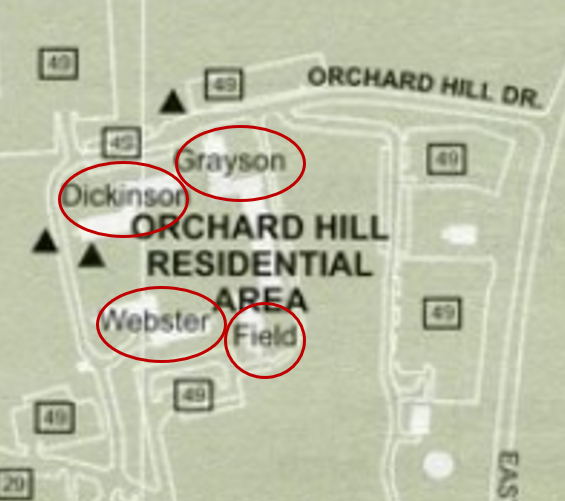 49
49
ORCHARD HILL DR.
49
Grayson
49
Dickinson
ORCHARD HILL
RESIDENTIAL
AREA
49
Webster
Field
49
49
29
EAS